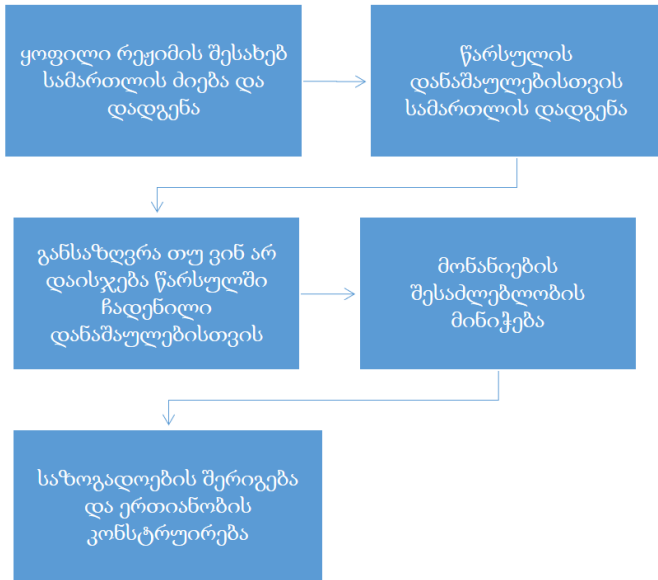 ყოფილი რეჟიმის შესახებ
სამართლის ძიება და
დადგენა
წარსულის
დანაშაულებისთვის
სამართლის დადგენა
განსაზღვრა თუ ვინ არ
დაისჯება წარსულში
ჩადენილი
დანაშაულებისთვის
მონანიების
შესაძლებლობის
მინიჭება
საზოგადოების შერიგება
და ერთიანობის
კონსტრუირება